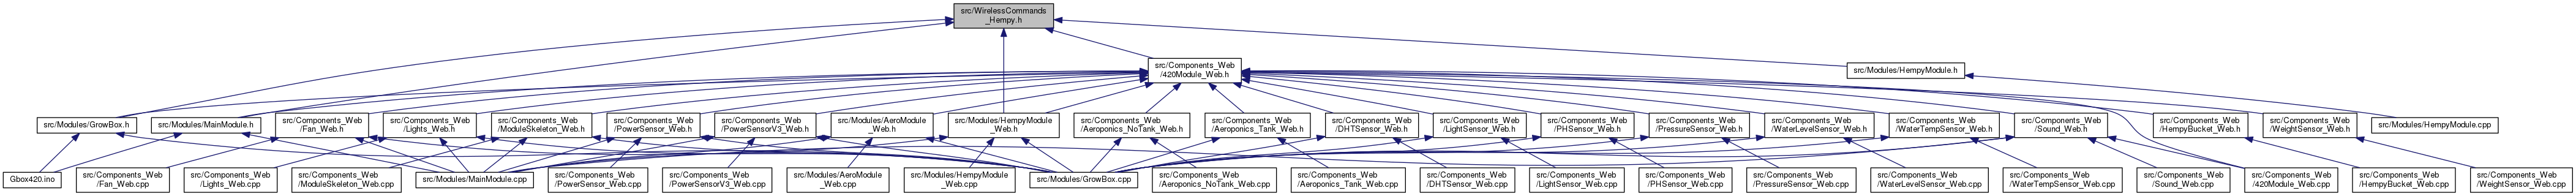 src/WirelessCommands
_Hempy.h
src/Components_Web
/420Module_Web.h
src/Modules/HempyModule.h
src/Modules/GrowBox.h
src/Modules/MainModule.h
src/Components_Web
/Fan_Web.h
src/Components_Web
/Lights_Web.h
src/Components_Web
/ModuleSkeleton_Web.h
src/Components_Web
/PowerSensor_Web.h
src/Components_Web
/PowerSensorV3_Web.h
src/Modules/AeroModule
_Web.h
src/Modules/HempyModule
_Web.h
src/Components_Web
/Aeroponics_NoTank_Web.h
src/Components_Web
/Aeroponics_Tank_Web.h
src/Components_Web
/DHTSensor_Web.h
src/Components_Web
/LightSensor_Web.h
src/Components_Web
/PHSensor_Web.h
src/Components_Web
/PressureSensor_Web.h
src/Components_Web
/WaterLevelSensor_Web.h
src/Components_Web
/WaterTempSensor_Web.h
src/Components_Web
/Sound_Web.h
src/Components_Web
/HempyBucket_Web.h
src/Components_Web
/WeightSensor_Web.h
src/Modules/HempyModule.cpp
Gbox420.ino
src/Components_Web
/Fan_Web.cpp
src/Components_Web
/Lights_Web.cpp
src/Components_Web
/ModuleSkeleton_Web.cpp
src/Modules/MainModule.cpp
src/Components_Web
/PowerSensor_Web.cpp
src/Components_Web
/PowerSensorV3_Web.cpp
src/Modules/AeroModule
_Web.cpp
src/Modules/HempyModule
_Web.cpp
src/Modules/GrowBox.cpp
src/Components_Web
/Aeroponics_NoTank_Web.cpp
src/Components_Web
/Aeroponics_Tank_Web.cpp
src/Components_Web
/DHTSensor_Web.cpp
src/Components_Web
/LightSensor_Web.cpp
src/Components_Web
/PHSensor_Web.cpp
src/Components_Web
/PressureSensor_Web.cpp
src/Components_Web
/WaterLevelSensor_Web.cpp
src/Components_Web
/WaterTempSensor_Web.cpp
src/Components_Web
/Sound_Web.cpp
src/Components_Web
/420Module_Web.cpp
src/Components_Web
/HempyBucket_Web.cpp
src/Components_Web
/WeightSensor_Web.cpp